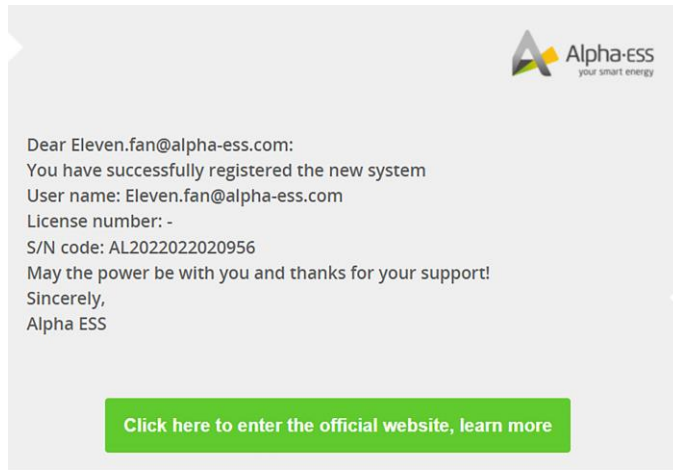 Alpha·ESS
your smart energy
Dear Eleven.fan@alpha-ess.com:
You have successfully registered the new system
User name: Eleven.fan@alpha-ess.com
License number: -
S/N code: AL2022022020956
May the power be with you and thanks for your support!
Sincerely,
Alpha ESS
Click here to enter the official website, learn more